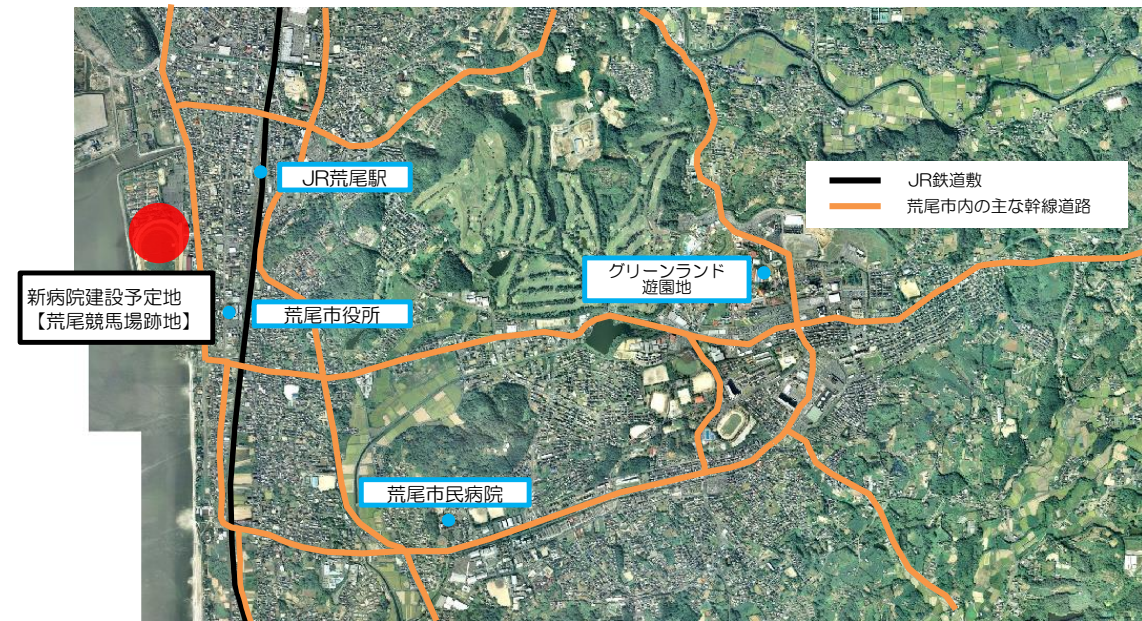 JR荒尾駅
JR鉄道敷
荒尾市内の主な幹線道路
グリーンランド
遊園地
新病院建設予定地
【荒尾競馬場跡地】
荒尾市役所
荒尾市民病院